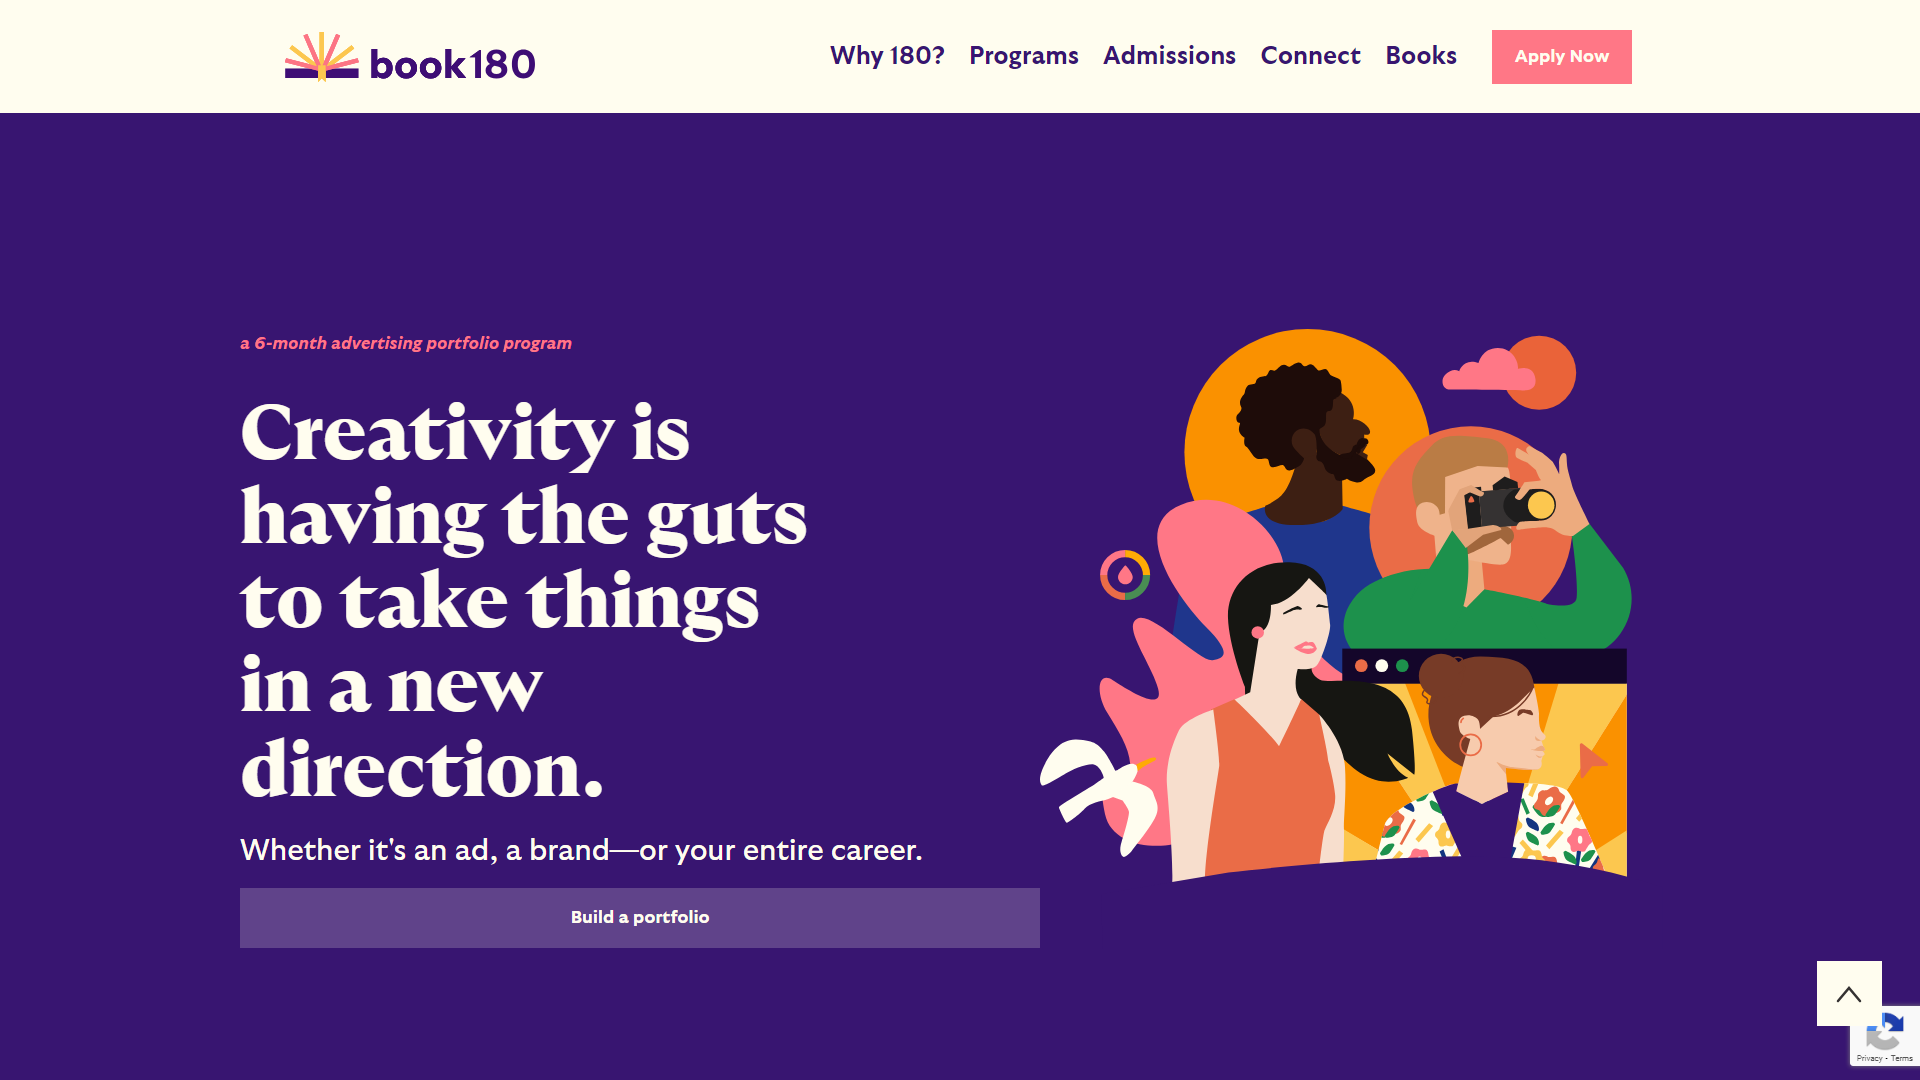 book180
Why 180? Programs Admissions Connect Books Apply Now
a 6-month advertising portfolio program
Creativity is
having the guts
to take things
in a new
direction.
Whether it's an ad, a brand—or your entire career.
Build a portfolio
Privacy - Terms